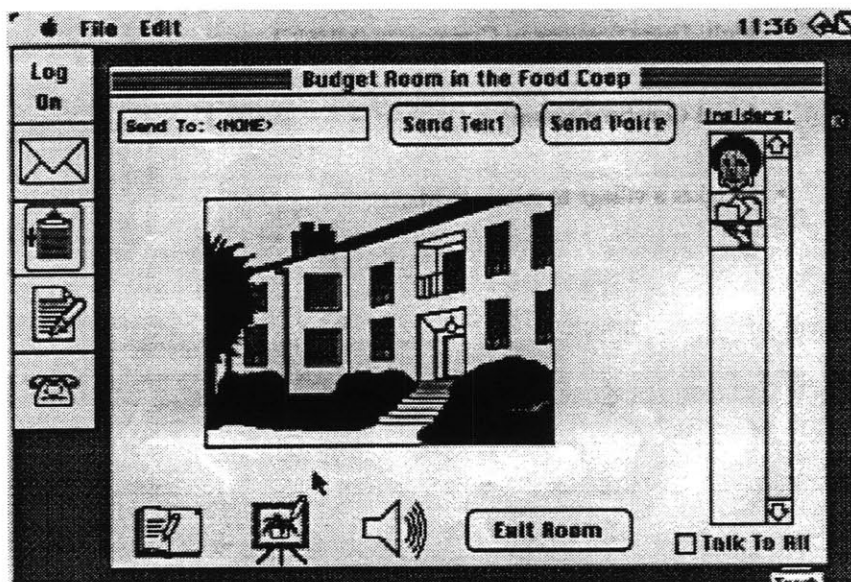 File Edit 11:36
Log
On
Budget Room in the Food Coop
Send To: <NONE>
Send Text
Send Voice
Insiders:
Exit Room
Talk To All